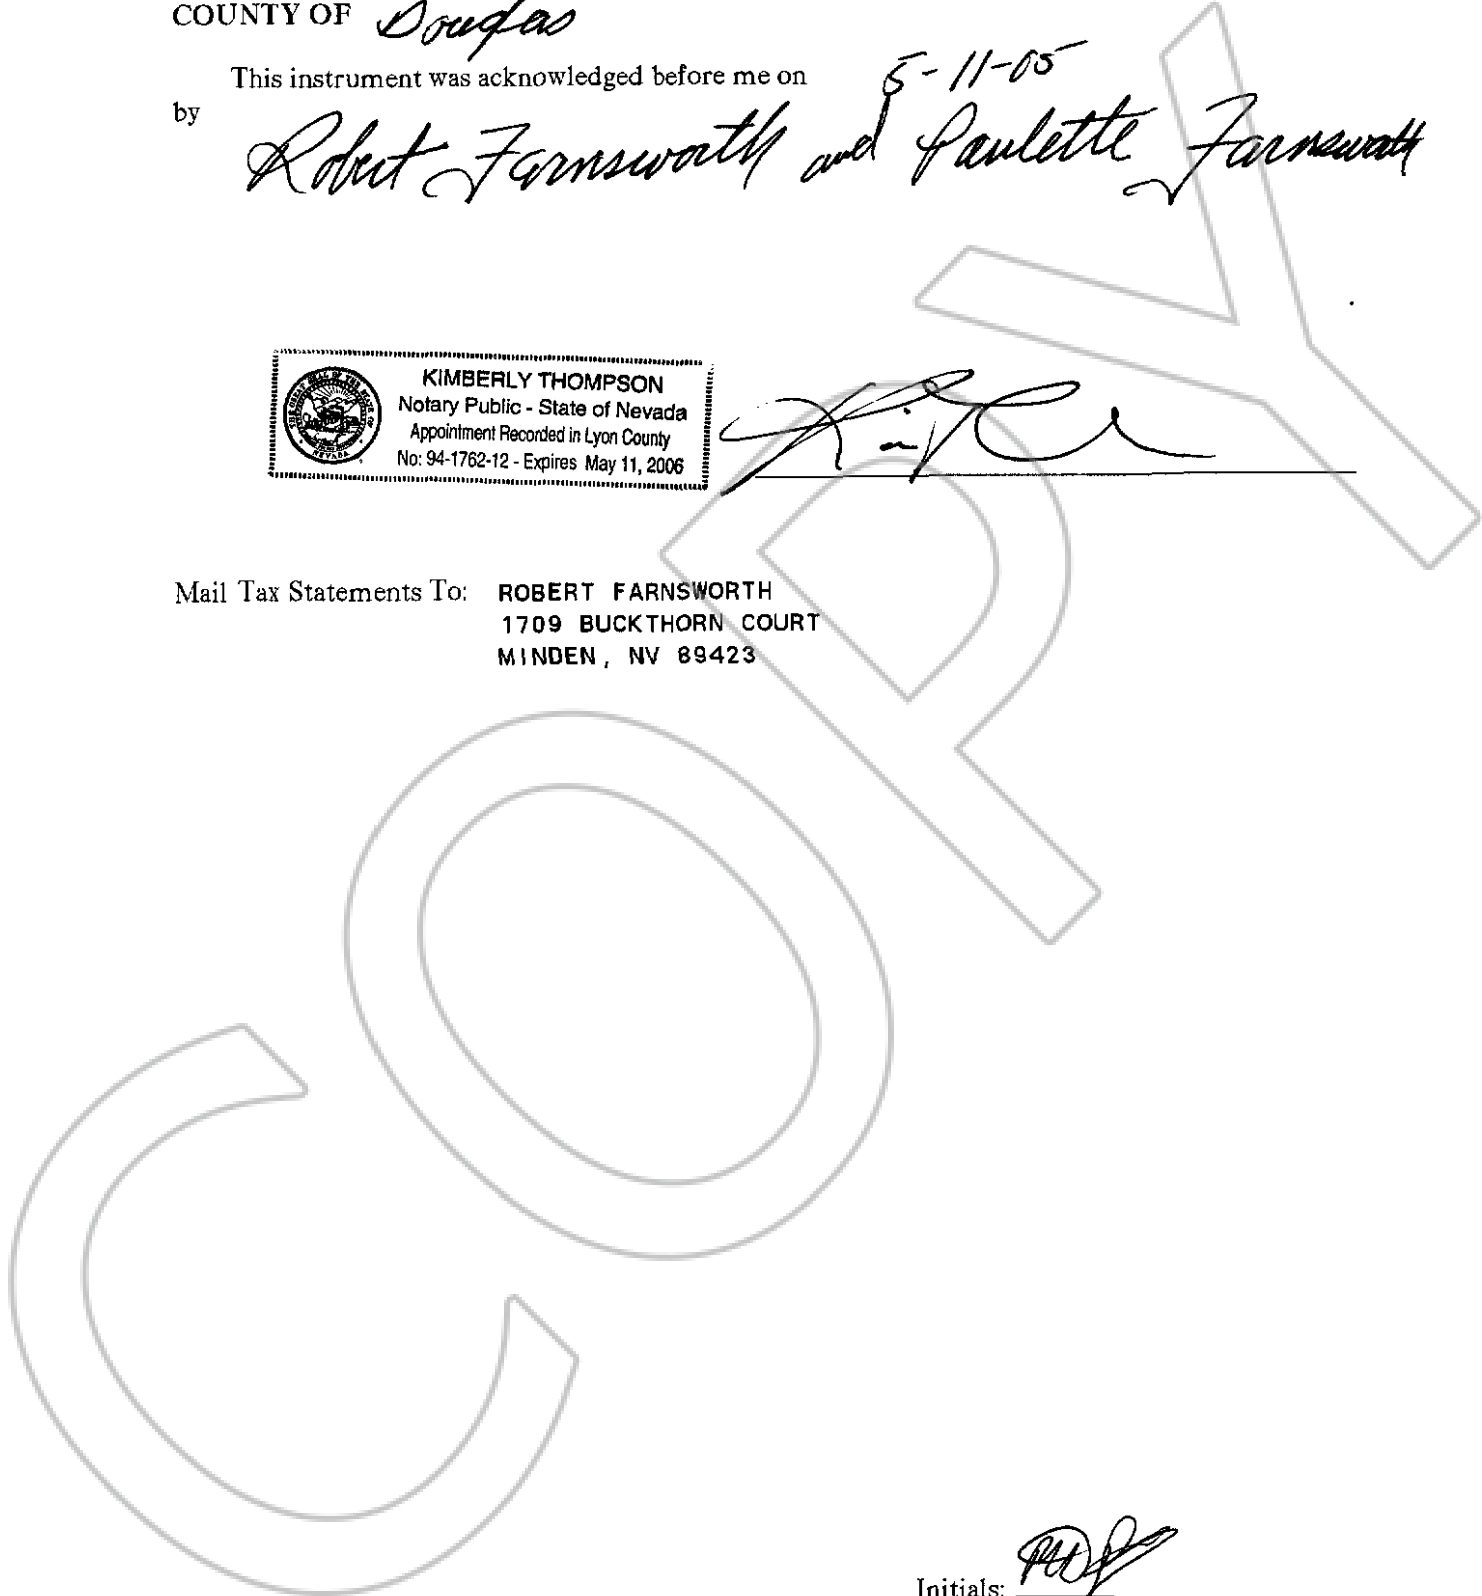 COUNTY OF Douglas
This instrument was acknowledged before me on 5-11-05
by
Robert Farnsworth and Paulette Farnsworth
KIMBERLY THOMPSON
Notary Public - State of Nevada
Appointment Recorded in Lyon County
No: 94-1762-12 - Expires May 11, 2006
Mail Tax Statements To: ROBERT FARNSWORTH
1709 BUCKTHORN COURT
MINDEN, NV 89423
COPY
Initials: